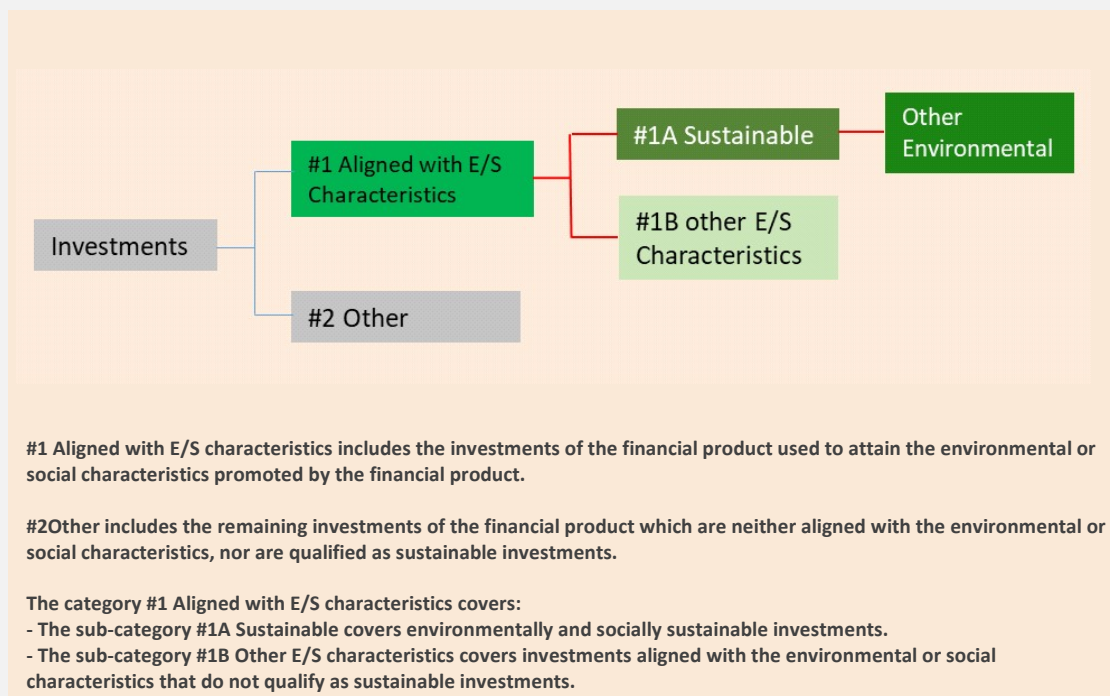 Investments
#1 Aligned with E/S
Characteristics
#2 Other
#1A Sustainable
#1B other E/S
Characteristics
Other
Environmental
#1 Aligned with E/S characteristics includes the investments of the financial product used to attain the environmental or
social characteristics promoted by the financial product.
#2Other includes the remaining investments of the financial product which are neither aligned with the environmental or
social characteristics, nor are qualified as sustainable investments.
The category #1 Aligned with E/S characteristics covers:
- The sub-category #1A Sustainable covers environmentally and socially sustainable investments.
- The sub-category #1B Other E/S characteristics covers investments aligned with the environmental or social
characteristics that do not qualify as sustainable investments.